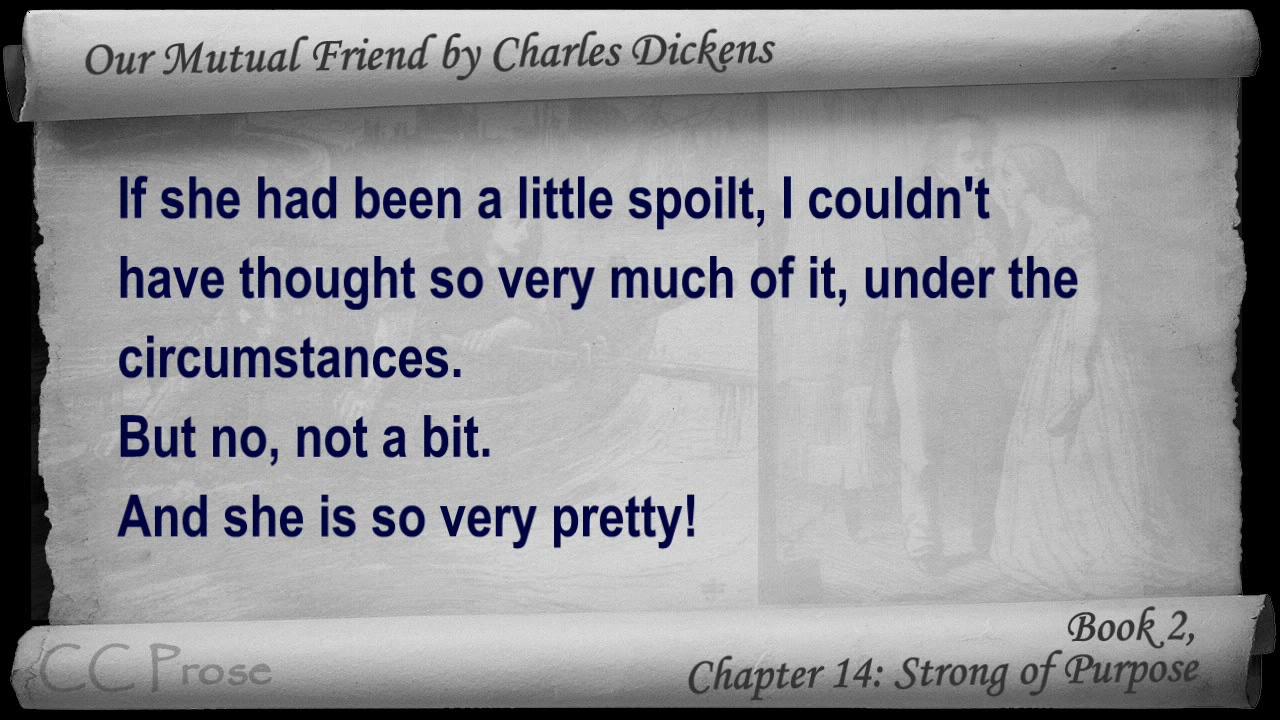 Our Mutual Friend by Charles Dickens
If she had been a little spoilt, I couldn't
have thought so very much of it, under the
circumstances.
But no, not a bit.
And she is so very pretty!
Book 2,
Chapter 14: Strong of Purpose
CC Prose